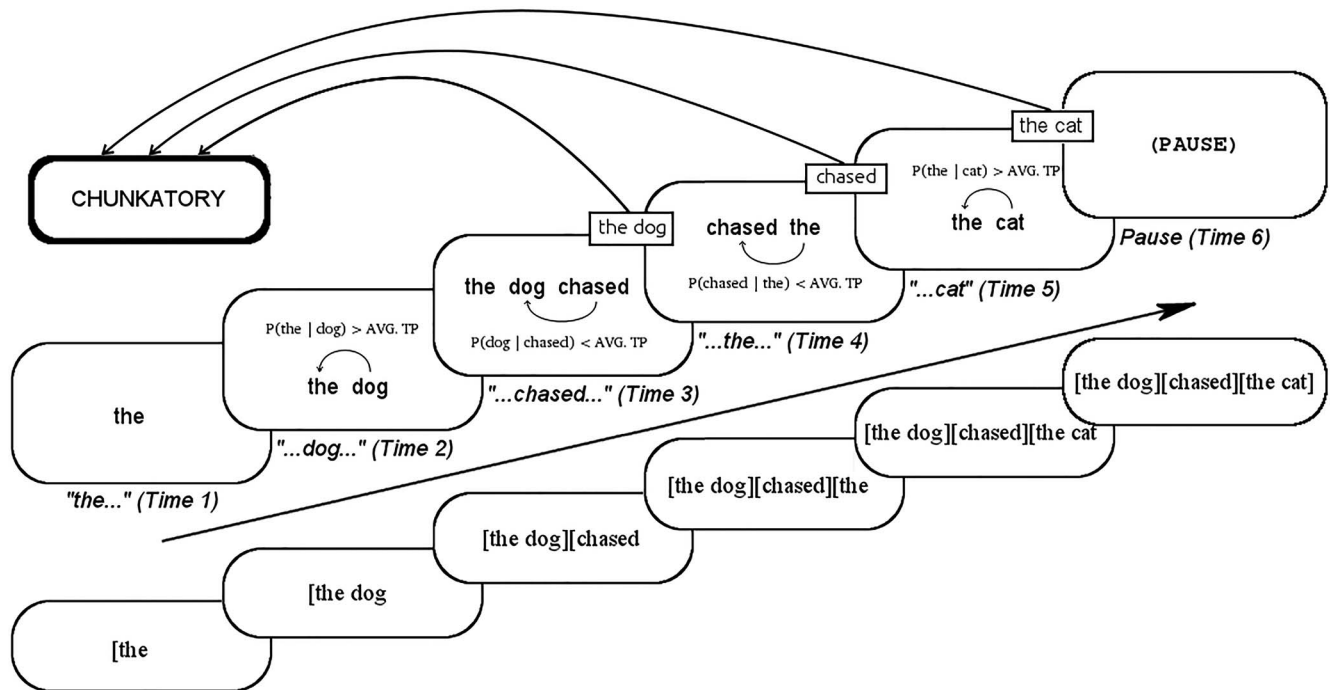 CHUNKATORY
the
"the..." (Time 1)
P(the | dog) > AVG. TP
the dog
"...dog..." (Time 2)
the dog chased
P(dog | chased) < AVG. TP
"...chased..." (Time 3)
the dog
chased the
P(chased | the) < AVG. TP
"...the..." (Time 4)
chased
P(the | cat) > AVG. TP
the cat
"...cat" (Time 5)
the cat
(PAUSE)
Pause (Time 6)
[the
[the dog
[the dog][chased
[the dog][chased][the
[the dog][chased][the cat
[the dog][chased][the cat]